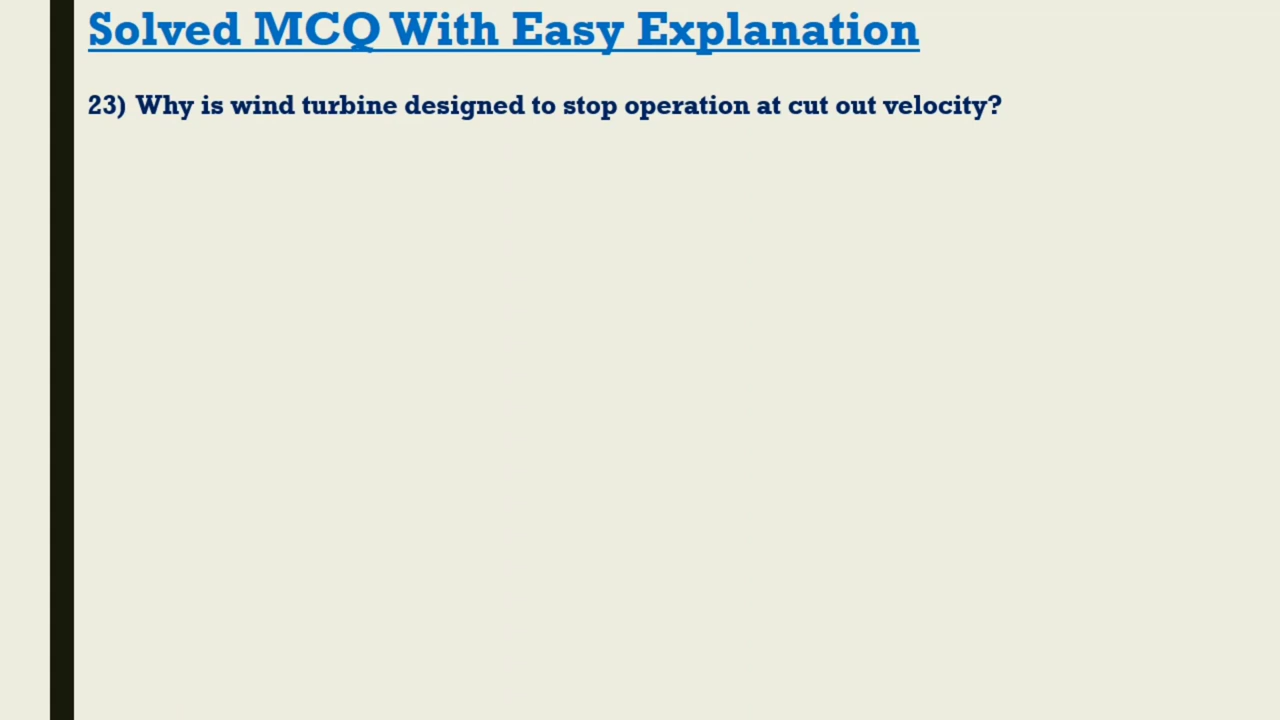 Solved MCQ With Easy Explanation
23) Why is wind turbine designed to stop operation at cut out velocity?